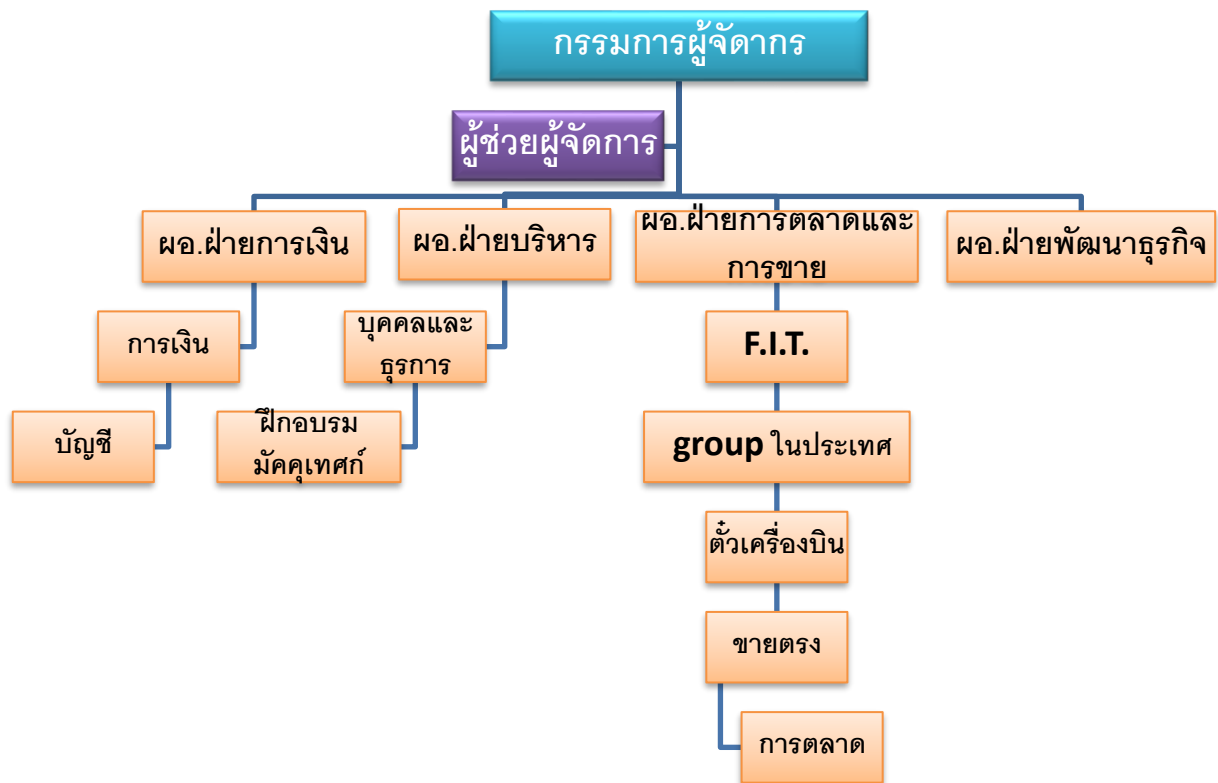 กรรมการผู้จัดากร
ผู้ช่วยผู้จัดการ
ผอ.ฝ่ายการเงิน
ผอ.ฝ่ายบริหาร
ผอ.ฝ่ายการตลาดและ
การขาย
ผอ.ฝ่ายพัฒนาธุรกิจ
การเงิน
บุคคลและ
ธุรการ
F.I.T.
บัญชี
ฝึกอบรม
มัคคุเทศก์
group ในประเทศ
ตั๋วเครื่องบิน
ขายตรง
การตลาด